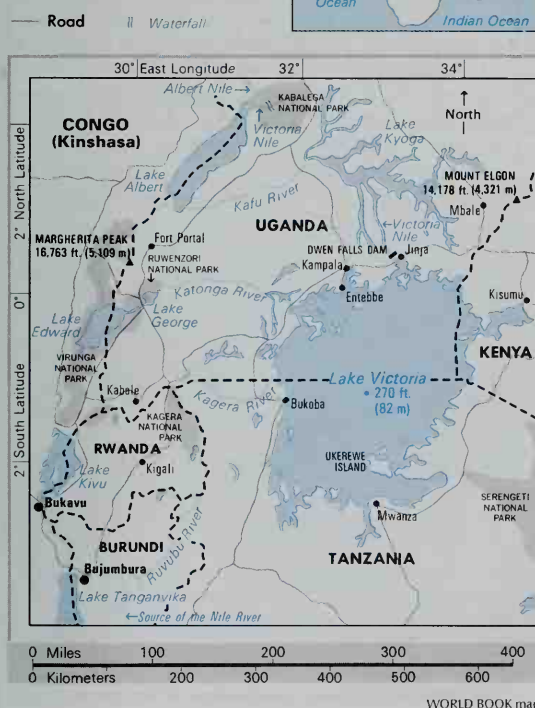 Ocean
Indian Ocean
Road
Waterfall
30° East Longitude
32°
34°
Albert Nile→
KABALEGA
NATIONAL PARK
↑
North
CONGO
(Kinshasa)
Victoria
Nile
Lake
Kyoga
2° North Latitude
Lake
Albert
MOUNT ELGON
14,178 ft. (4,321 m)
Mbale
Kafu River
UGANDA
←Victoria
Nile
MARGHERITA PEAK
16,763 ft. (5,109 m)
Fort Portal
RUWENZORI
NATIONAL PARK
↓
OWEN FALLS DAM
Jinja
Kampala
Entebbe
Katonga River
0°
Lake
George
Kisumu
Lake
Edward
VIRUNGA
NATIONAL
PARK
KENYA
Lake Victoria
270 ft.
(82 m)
Kabale
Kagera River
Bukoba
KAGERA
NATIONAL
PARK
2° South Latitude
RWANDA
Kigali
UKEREWE
ISLAND
Lake
Kivu
Bukavu
Mwanza
SERENGETI
NATIONAL
PARK
BURUNDI
Ruvubu River
Bujumbura
TANZANIA
Lake Tanganyika
←Source of the Nile River
0 Miles 100 200 300 400
0 Kilometers 200 300 400 500 600
WORLD BOOK map